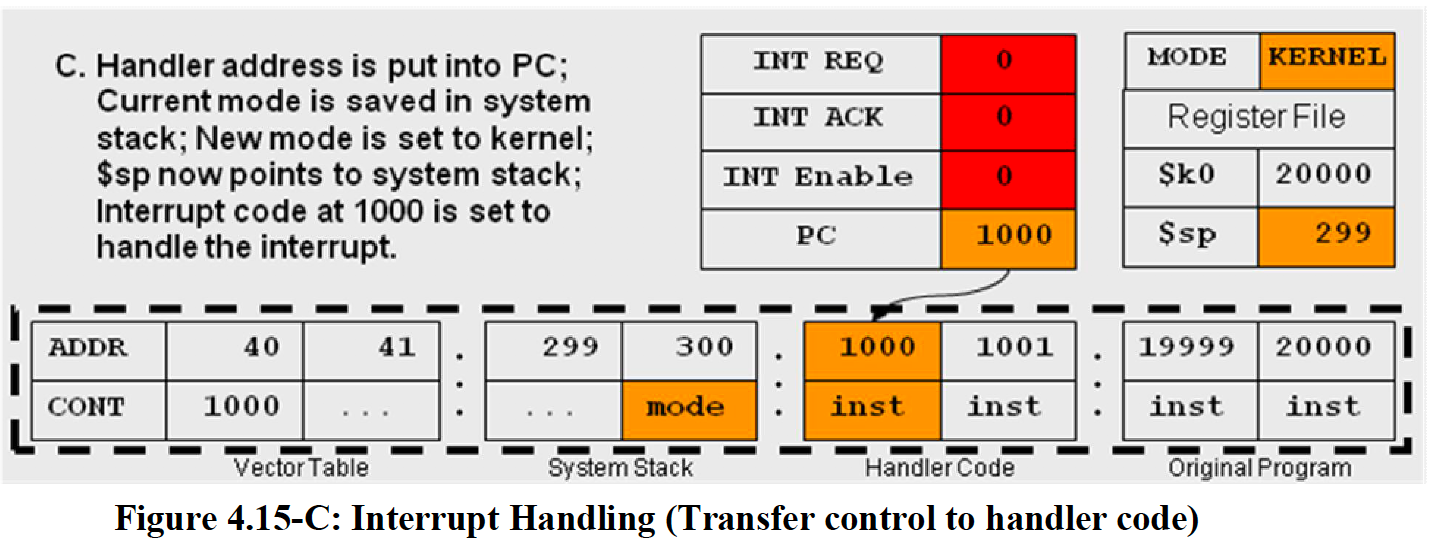 C. Handler address is put into PC;
Current mode is saved in system
stack; New mode is set to kernel;
$sp now points to system stack;
Interrupt code at 1000 is set to
handle the interrupt.
INT REQ 0
INT ACK 0
INT Enable 0
PC 1000
MODE KERNEL
Register File
$k0 20000
$sp 299
ADDR 40 41 . 299 300 . 1000 1001 . 19999 20000
CONT 1000 ... : ... mode : inst inst : inst inst
Vector Table System Stack Handler Code Original Program
Figure 4.15-C: Interrupt Handling (Transfer control to handler code)